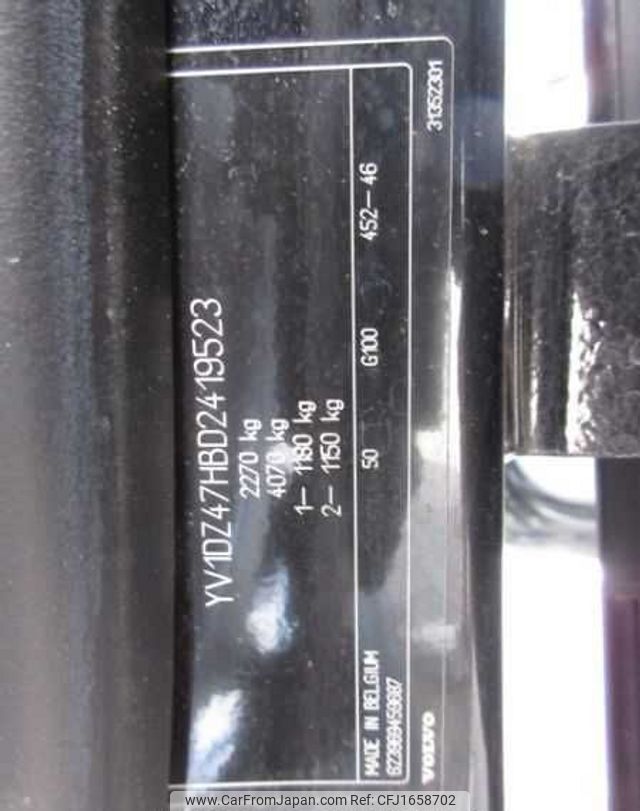 YV1DZ47HBD2419523
2270 kg
4070 kg
1– 1180 kg
2– 1150 kg
50 G100 452–46
MADE IN BELGIUM
VOLVO 31352301
www.CarFromJapan.com Ref: CFJ1658702